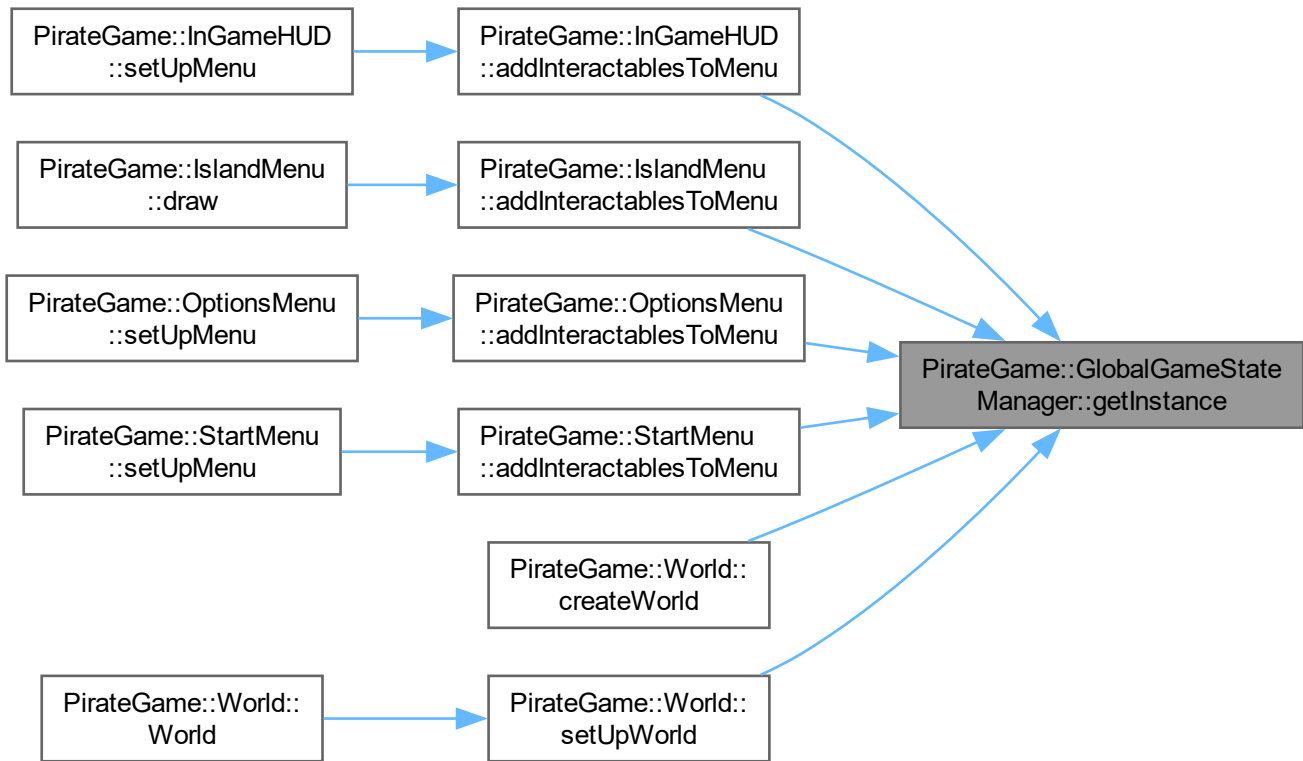 PirateGame::InGameHUD
::setUpMenu
PirateGame::InGameHUD
::addInteractablesToMenu
PirateGame::IslandMenu
::draw
PirateGame::IslandMenu
::addInteractablesToMenu
PirateGame::OptionsMenu
::setUpMenu
PirateGame::OptionsMenu
::addInteractablesToMenu
PirateGame::GlobalGameState
Manager::getInstance
PirateGame::StartMenu
::setUpMenu
PirateGame::StartMenu
::addInteractablesToMenu
PirateGame::World::
createWorld
PirateGame::World::
World
PirateGame::World::
setUpWorld